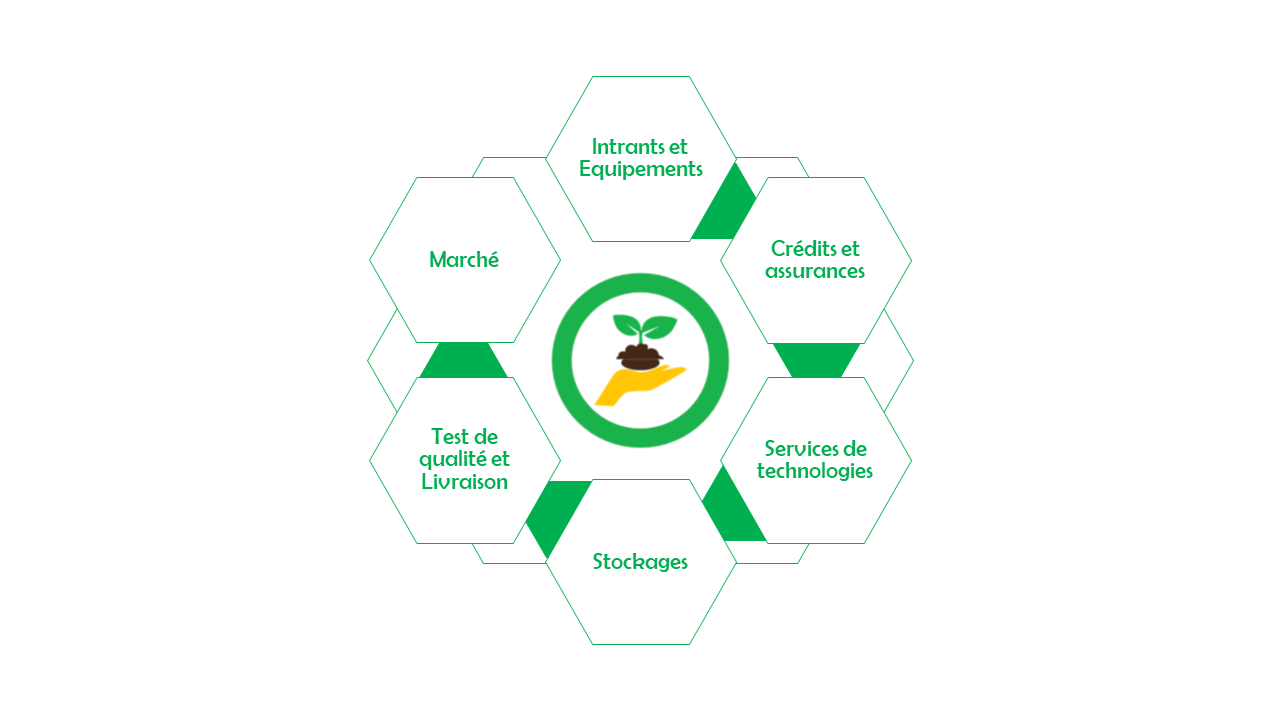 Intrants et
Equipements
Crédits et
assurances
Services de
technologies
Stockages
Test de
qualité et
Livraison
Marché